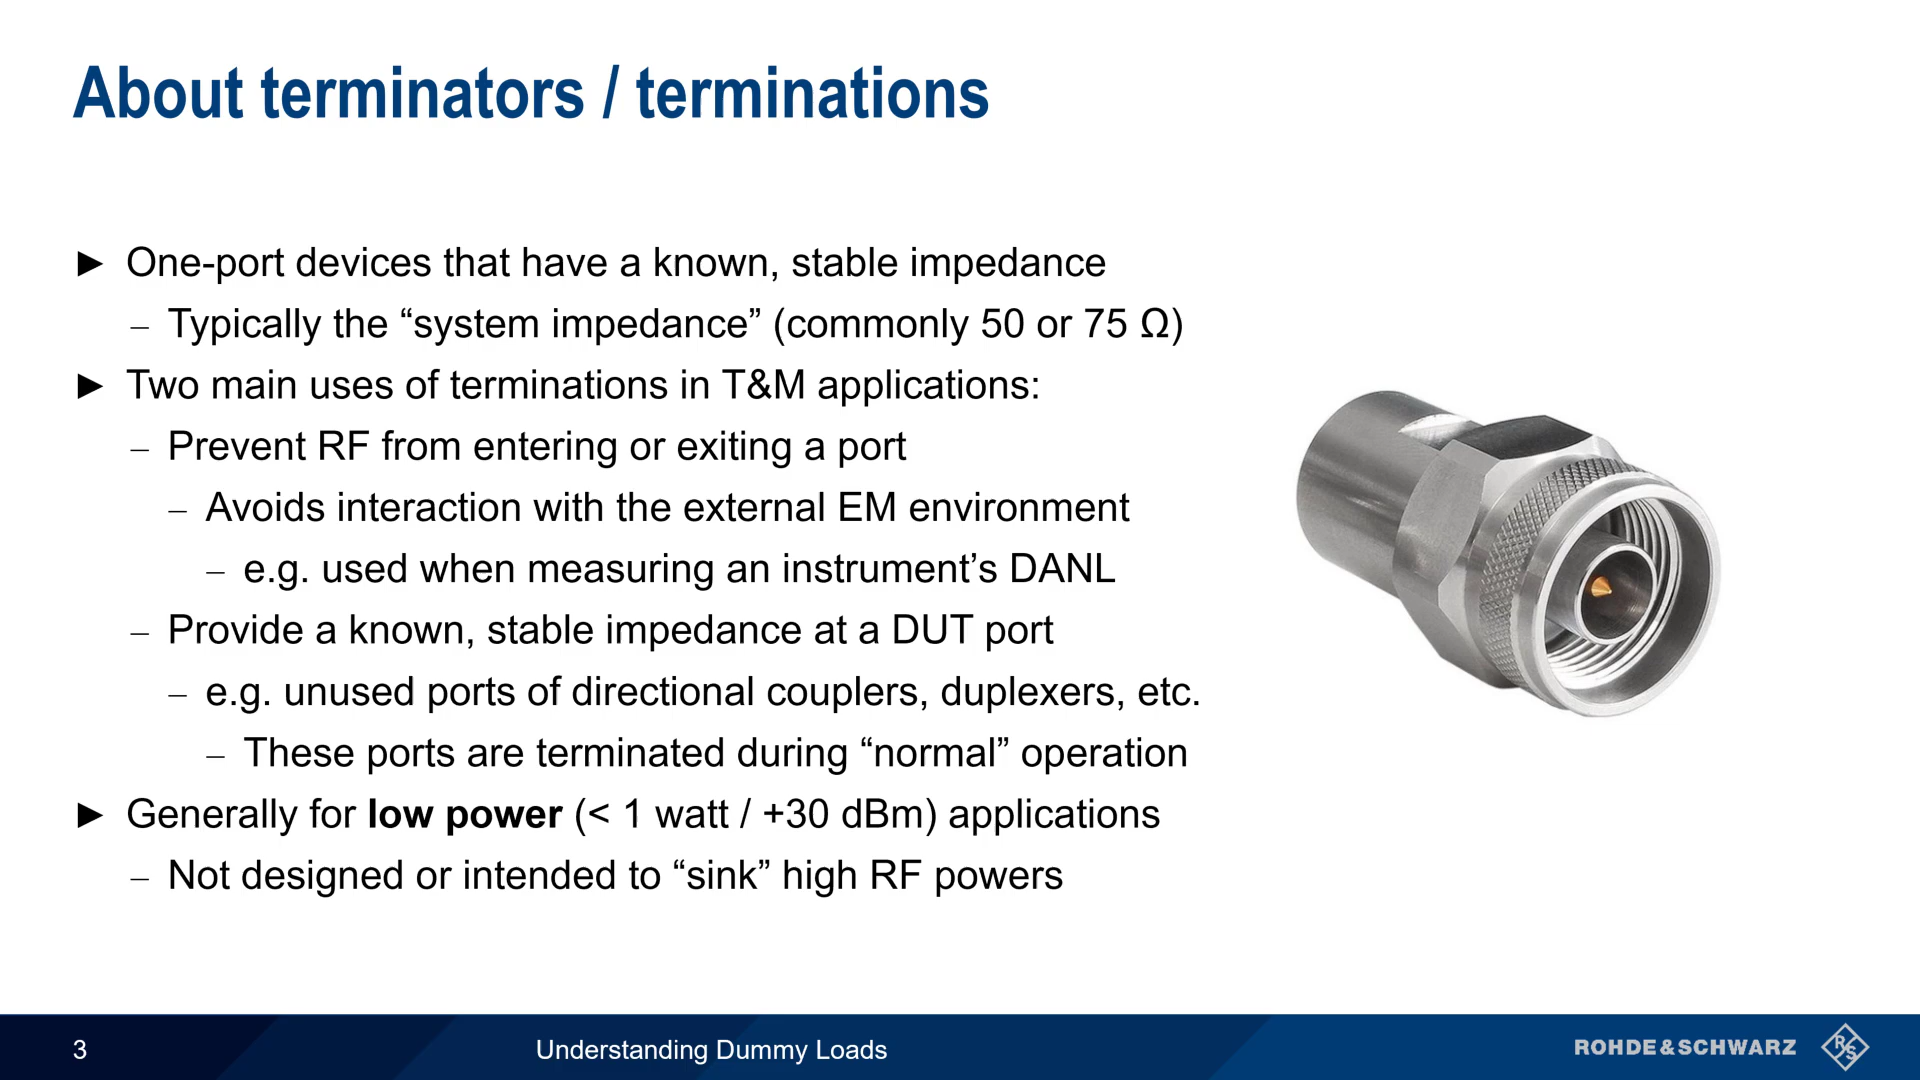 About terminators / terminations
► One-port devices that have a known, stable impedance
– Typically the “system impedance” (commonly 50 or 75 Ω)
► Two main uses of terminations in T&M applications:
– Prevent RF from entering or exiting a port
– Avoids interaction with the external EM environment
– e.g. used when measuring an instrument’s DANL
– Provide a known, stable impedance at a DUT port
– e.g. unused ports of directional couplers, duplexers, etc.
– These ports are terminated during “normal” operation
► Generally for low power (< 1 watt / +30 dBm) applications
– Not designed or intended to “sink” high RF powers
3
Understanding Dummy Loads
ROHDE&SCHWARZ
R S